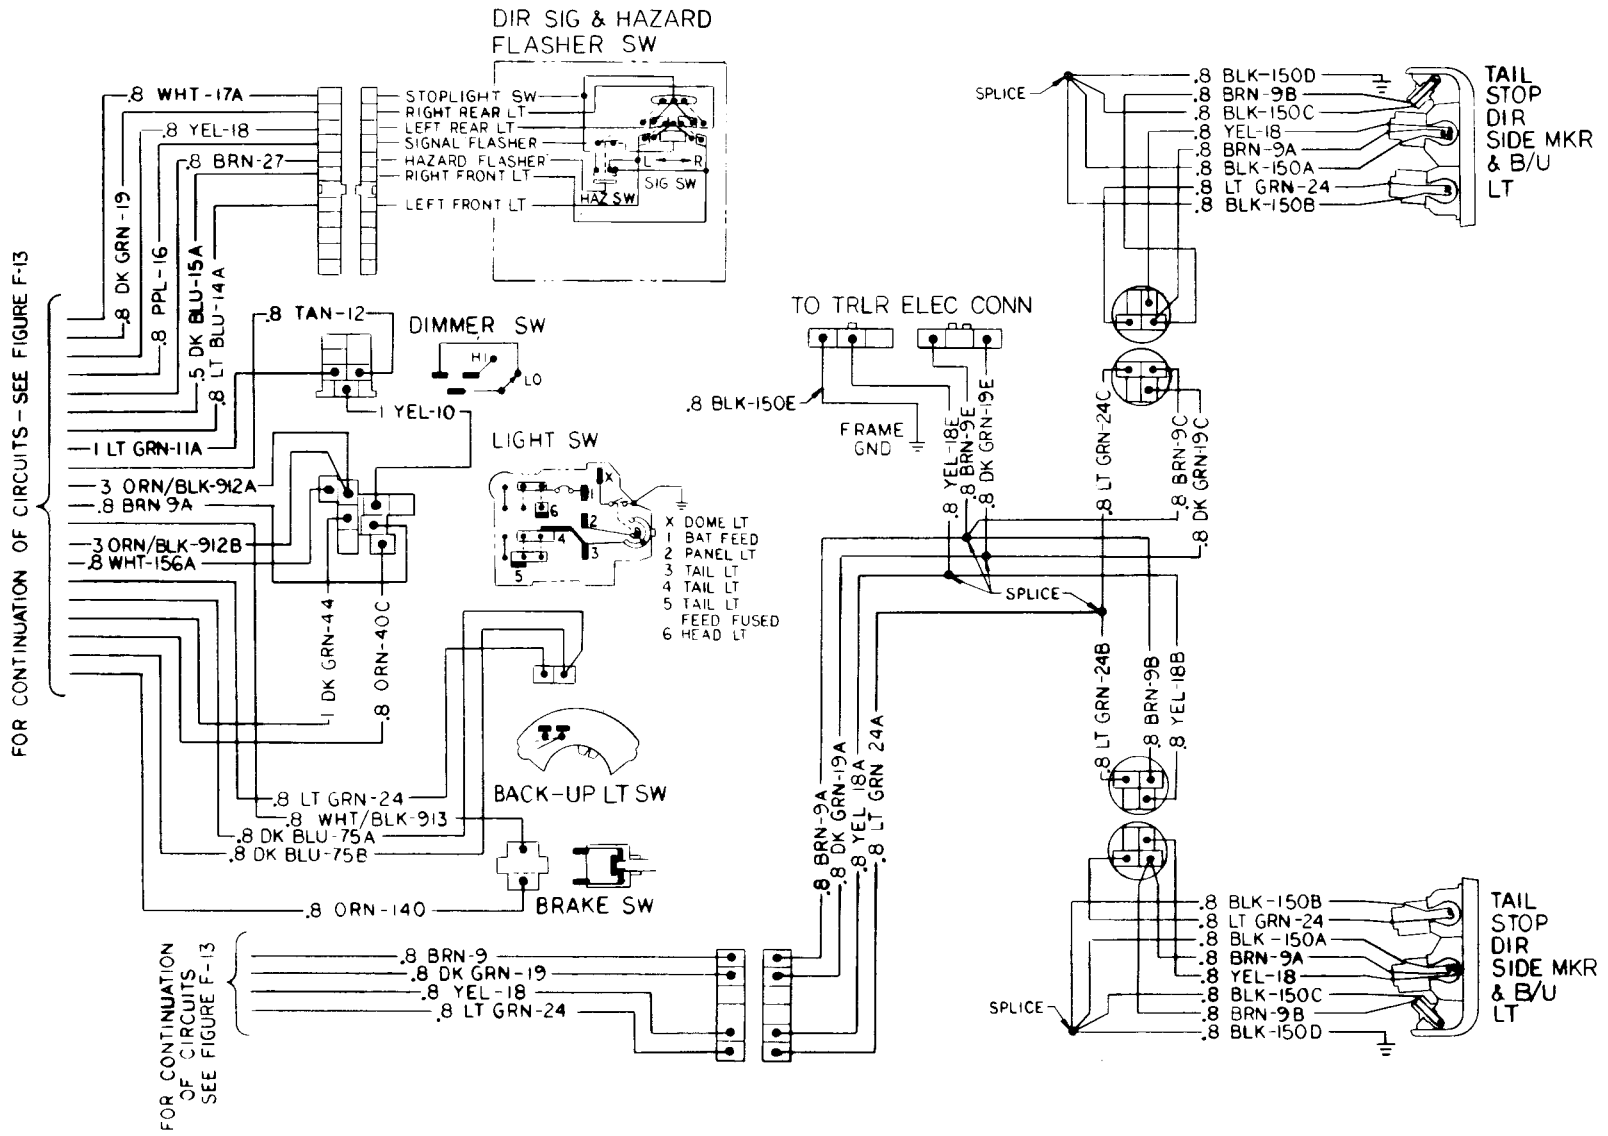 DIR SIG & HAZARD
FLASHER SW
.8 WHT-17A
.8 YEL-18
.8 BRN-27
STOPLIGHT SW
RIGHT REAR LT
LEFT REAR LT
SIGNAL FLASHER
HAZARD FLASHER
RIGHT FRONT LT
LEFT FRONT LT
L
R
SIG SW
HAZ SW
.8 DK GRN-19
.8 PPL-16
.5 DK BLU-15A
.8 LT BLU-14A
FOR CONTINUATION OF CIRCUITS - SEE FIGURE F-13
.8 TAN-12
DIMMER SW
HI
LO
1 YEL-10
1 LT GRN-11A
3 ORN/BLK-912A
.8 BRN 9A
3 ORN/BLK-912B
.8 WHT-156A
1 DK GRN-44
.8 ORN-40C
LIGHT SW
X
1
6
2
4
3
5
X DOME LT
1 BAT FEED
2 PANEL LT
3 TAIL LT
4 TAIL LT
5 TAIL LT
FEED FUSED
6 HEAD LT
BACK-UP LT SW
.8 LT GRN-24
.8 WHT/BLK-913
.8 DK BLU-75A
.8 DK BLU-75B
.8 ORN-140
BRAKE SW
FOR CONTINUATION
OF CIRCUITS
SEE FIGURE F-13
.8 BRN-9
.8 DK GRN-19
.8 YEL-18
.8 LT GRN-24
TO TRLR ELEC CONN
.8 BLK-150E
FRAME
GND
.8 YEL-18E
.8 BRN-9E
.8 DK GRN-19E
.8 LT GRN-24C
.8 BRN-9C
.8 DK GRN-19C
SPLICE
.8 LT GRN-24B
.8 BRN-9B
.8 YEL-18B
.8 BRN-9A
.8 DK GRN-19A
.8 YEL 18A
.8 LT GRN 24A
SPLICE
.8 BLK-150D
.8 BRN-9B
.8 BLK-150C
.8 YEL-18
.8 BRN-9A
.8 BLK-150A
.8 LT GRN-24
.8 BLK-150B
TAIL
STOP
DIR
SIDE MKR
& B/U
LT
.8 BLK-150B
.8 LT GRN-24
.8 BLK-150A
.8 BRN-9A
.8 YEL-18
.8 BLK-150C
.8 BRN-9B
.8 BLK-150D
SPLICE
TAIL
STOP
DIR
SIDE MKR
& B/U
LT